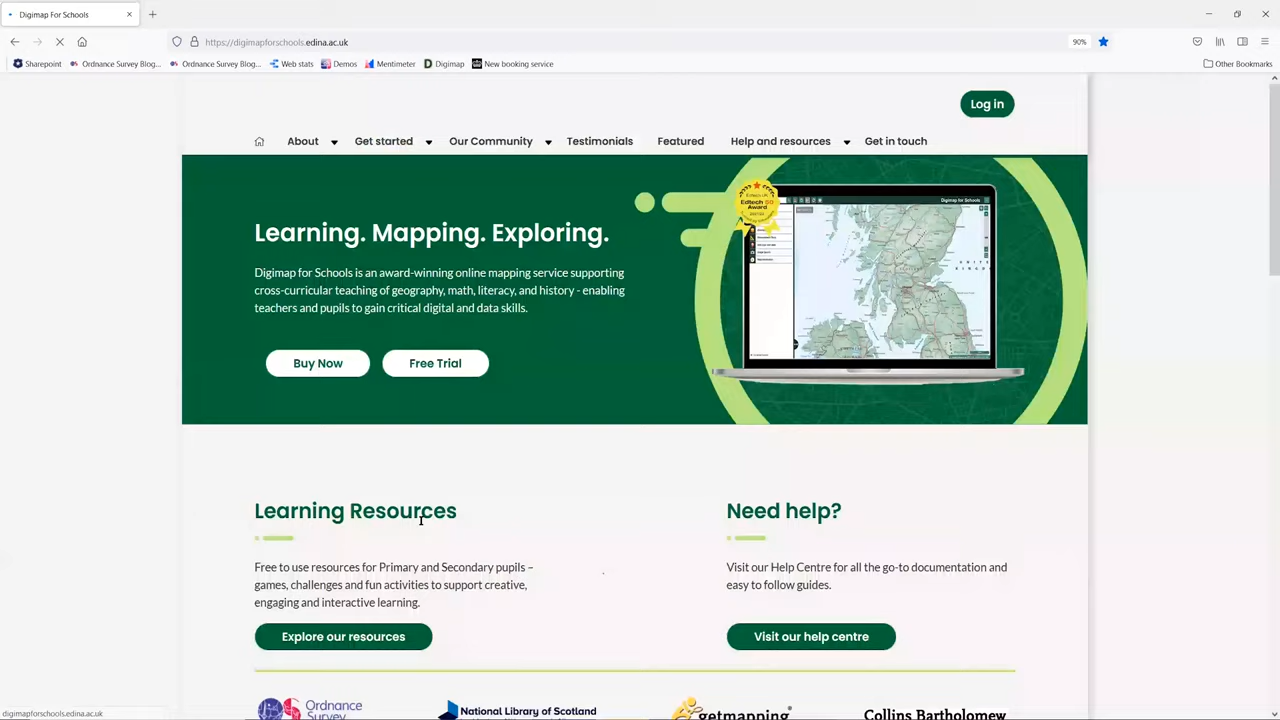 Digimap For Schools
https://digimapforschools.edina.ac.uk
90%
Sharepoint
Ordnance Survey Blog...
Ordnance Survey Blog...
Web stats
Demos
Mentimeter
Digimap
New booking service
Other Bookmarks
Log in
About
Get started
Our Community
Testimonials
Featured
Help and resources
Get in touch
Learning. Mapping. Exploring.
Digimap for Schools is an award-winning online mapping service supporting
cross-curricular teaching of geography, math, literacy, and history - enabling
teachers and pupils to gain critical digital and data skills.
Buy Now
Free Trial
Edtech 50
Award
Digimap for Schools
Learning Resources
Free to use resources for Primary and Secondary pupils –
games, challenges and fun activities to support creative,
engaging and interactive learning.
Explore our resources
Need help?
Visit our Help Centre for all the go-to documentation and
easy to follow guides.
Visit our help centre
Ordnance
Survey
National Library of Scotland
getmapping
Collins Bartholomew
digimapforschools.edina.ac.uk